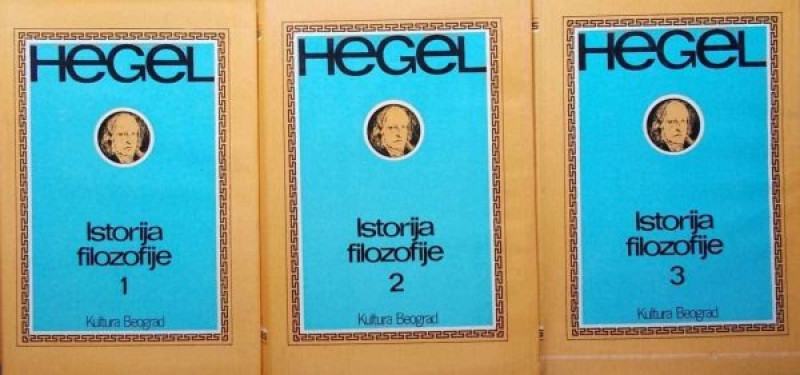 HEGEL
Istorija
filozofije
1
Kultura Beograd
HEGEL
Istorija
filozofije
2
Kultura Beograd
HEGEL
Istorija
filozofije
3
Kultura Beograd